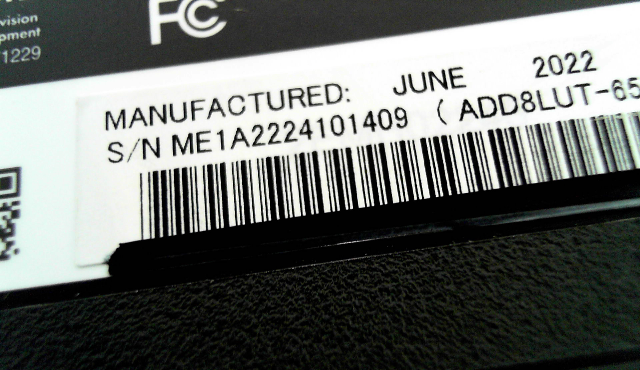 vision
pment
1229
FC
MANUFACTURED: JUNE 2022
S/N ME1A2224101409 ( ADD8LUT-65